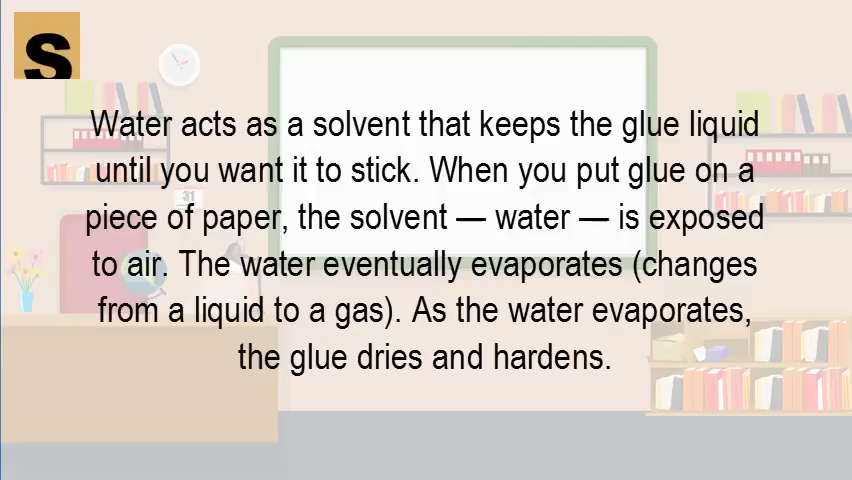 S
31
Water acts as a solvent that keeps the glue liquid
until you want it to stick. When you put glue on a
piece of paper, the solvent — water — is exposed
to air. The water eventually evaporates (changes
from a liquid to a gas). As the water evaporates,
the glue dries and hardens.